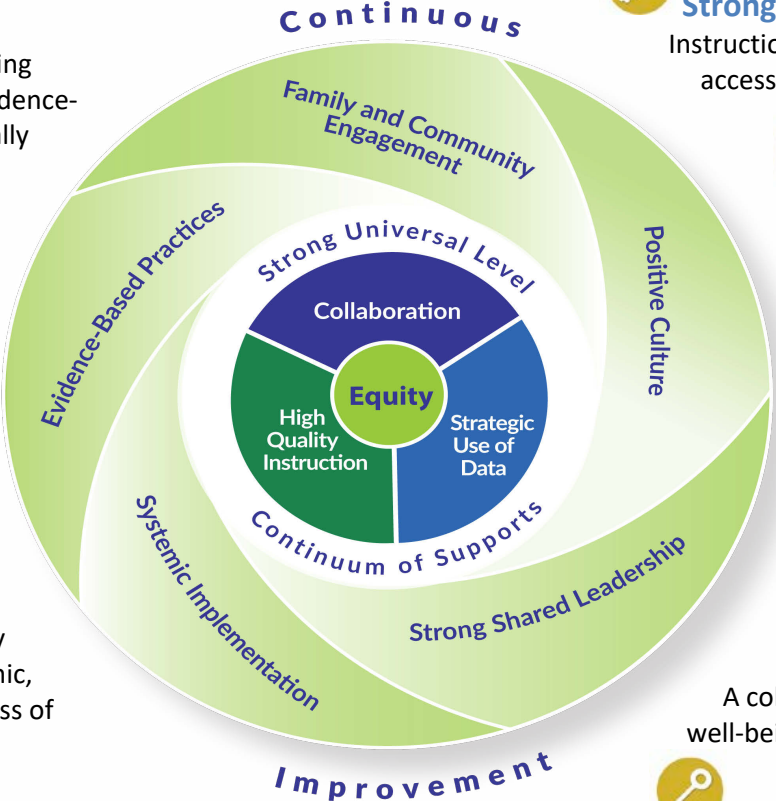 Continuous
Strong
Instructio
access
ing
dence-
lly
Family and Community
Engagement
Positive Culture
Evidence-Based Practices
Strong Universal Level
Collaboration
Equity
High
Quality
Instruction
Strategic
Use of
Data
Continuum of Supports
Systemic Implementation
Strong Shared Leadership
nic,
ss of
A col
well-bei
Improvement